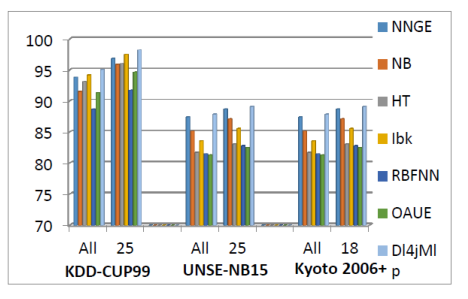 100
95
90
85
80
75
70
All 25 All 25 All 18
KDD-CUP99 UNSE-NB15 Kyoto 2006+
NNGE
NB
HT
Ibk
RBFNN
OAUE
Dl4jMl
p